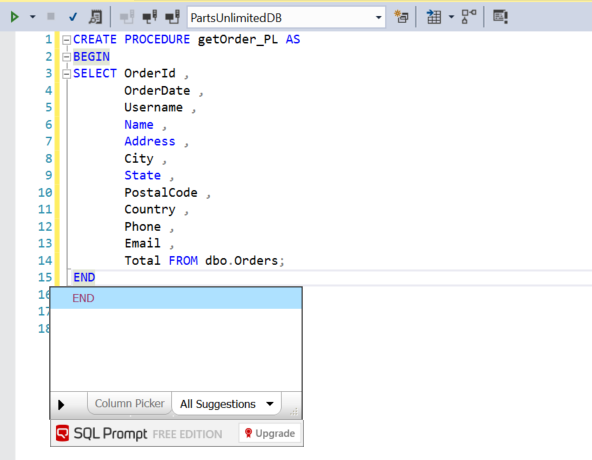 PartsUnlimitedDB
1 CREATE PROCEDURE getOrder_PL AS
2 BEGIN
3 SELECT OrderId ,
4 OrderDate ,
5 Username ,
6 Name ,
7 Address ,
8 City ,
9 State ,
10 PostalCode ,
11 Country ,
12 Phone ,
13 Email ,
14 Total FROM dbo.Orders;
15 END
16 END
17
18
Column Picker All Suggestions
SQL Prompt FREE EDITION Upgrade